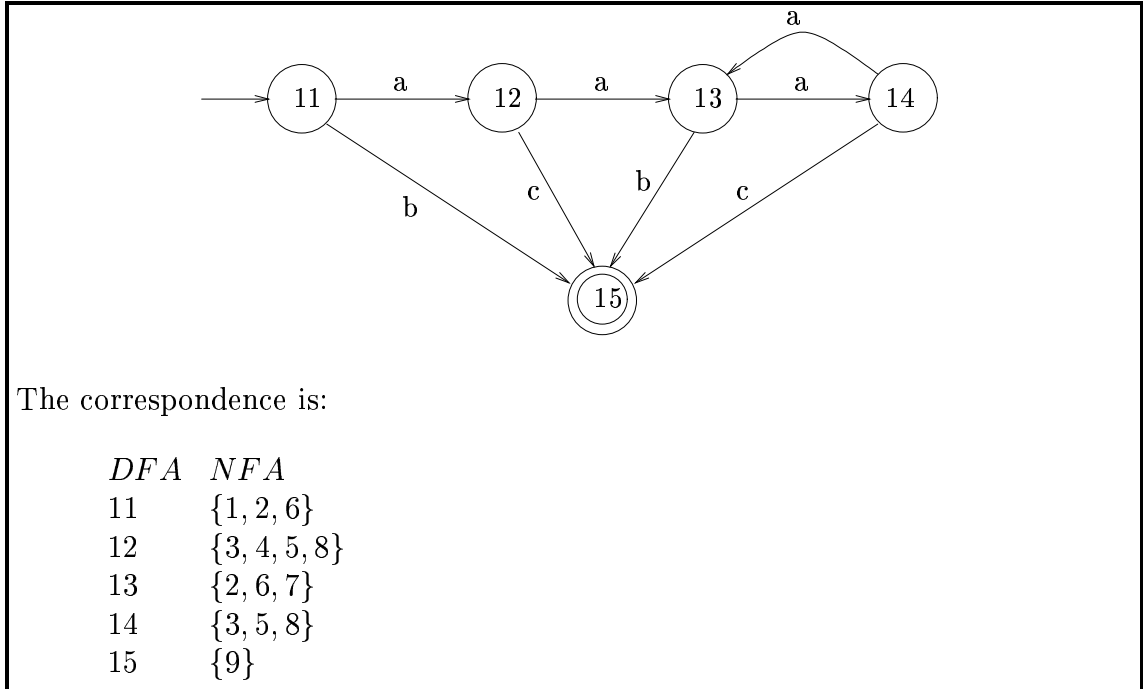 a
11 a 12 a 13 a 14
b c b c
15
The correspondence is:
DFA NFA
11 {1, 2, 6}
12 {3, 4, 5, 8}
13 {2, 6, 7}
14 {3, 5, 8}
15 {9}